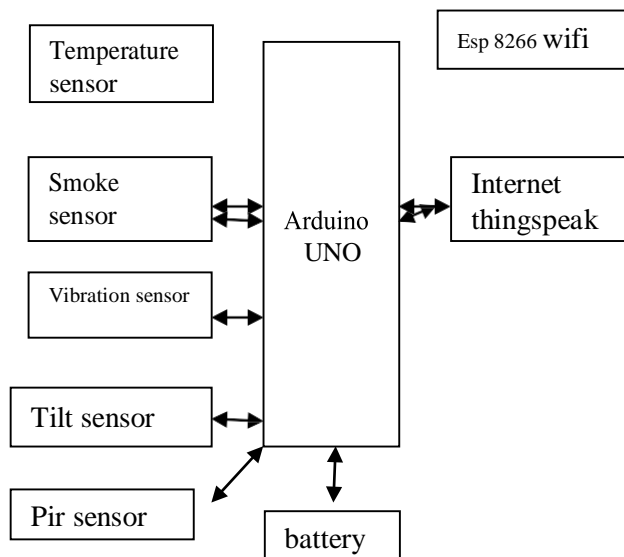 Temperature
sensor
Esp 8266 wifi
Smoke
sensor
Arduino
UNO
Internet
thingspeak
Vibration sensor
Tilt sensor
Pir sensor
battery